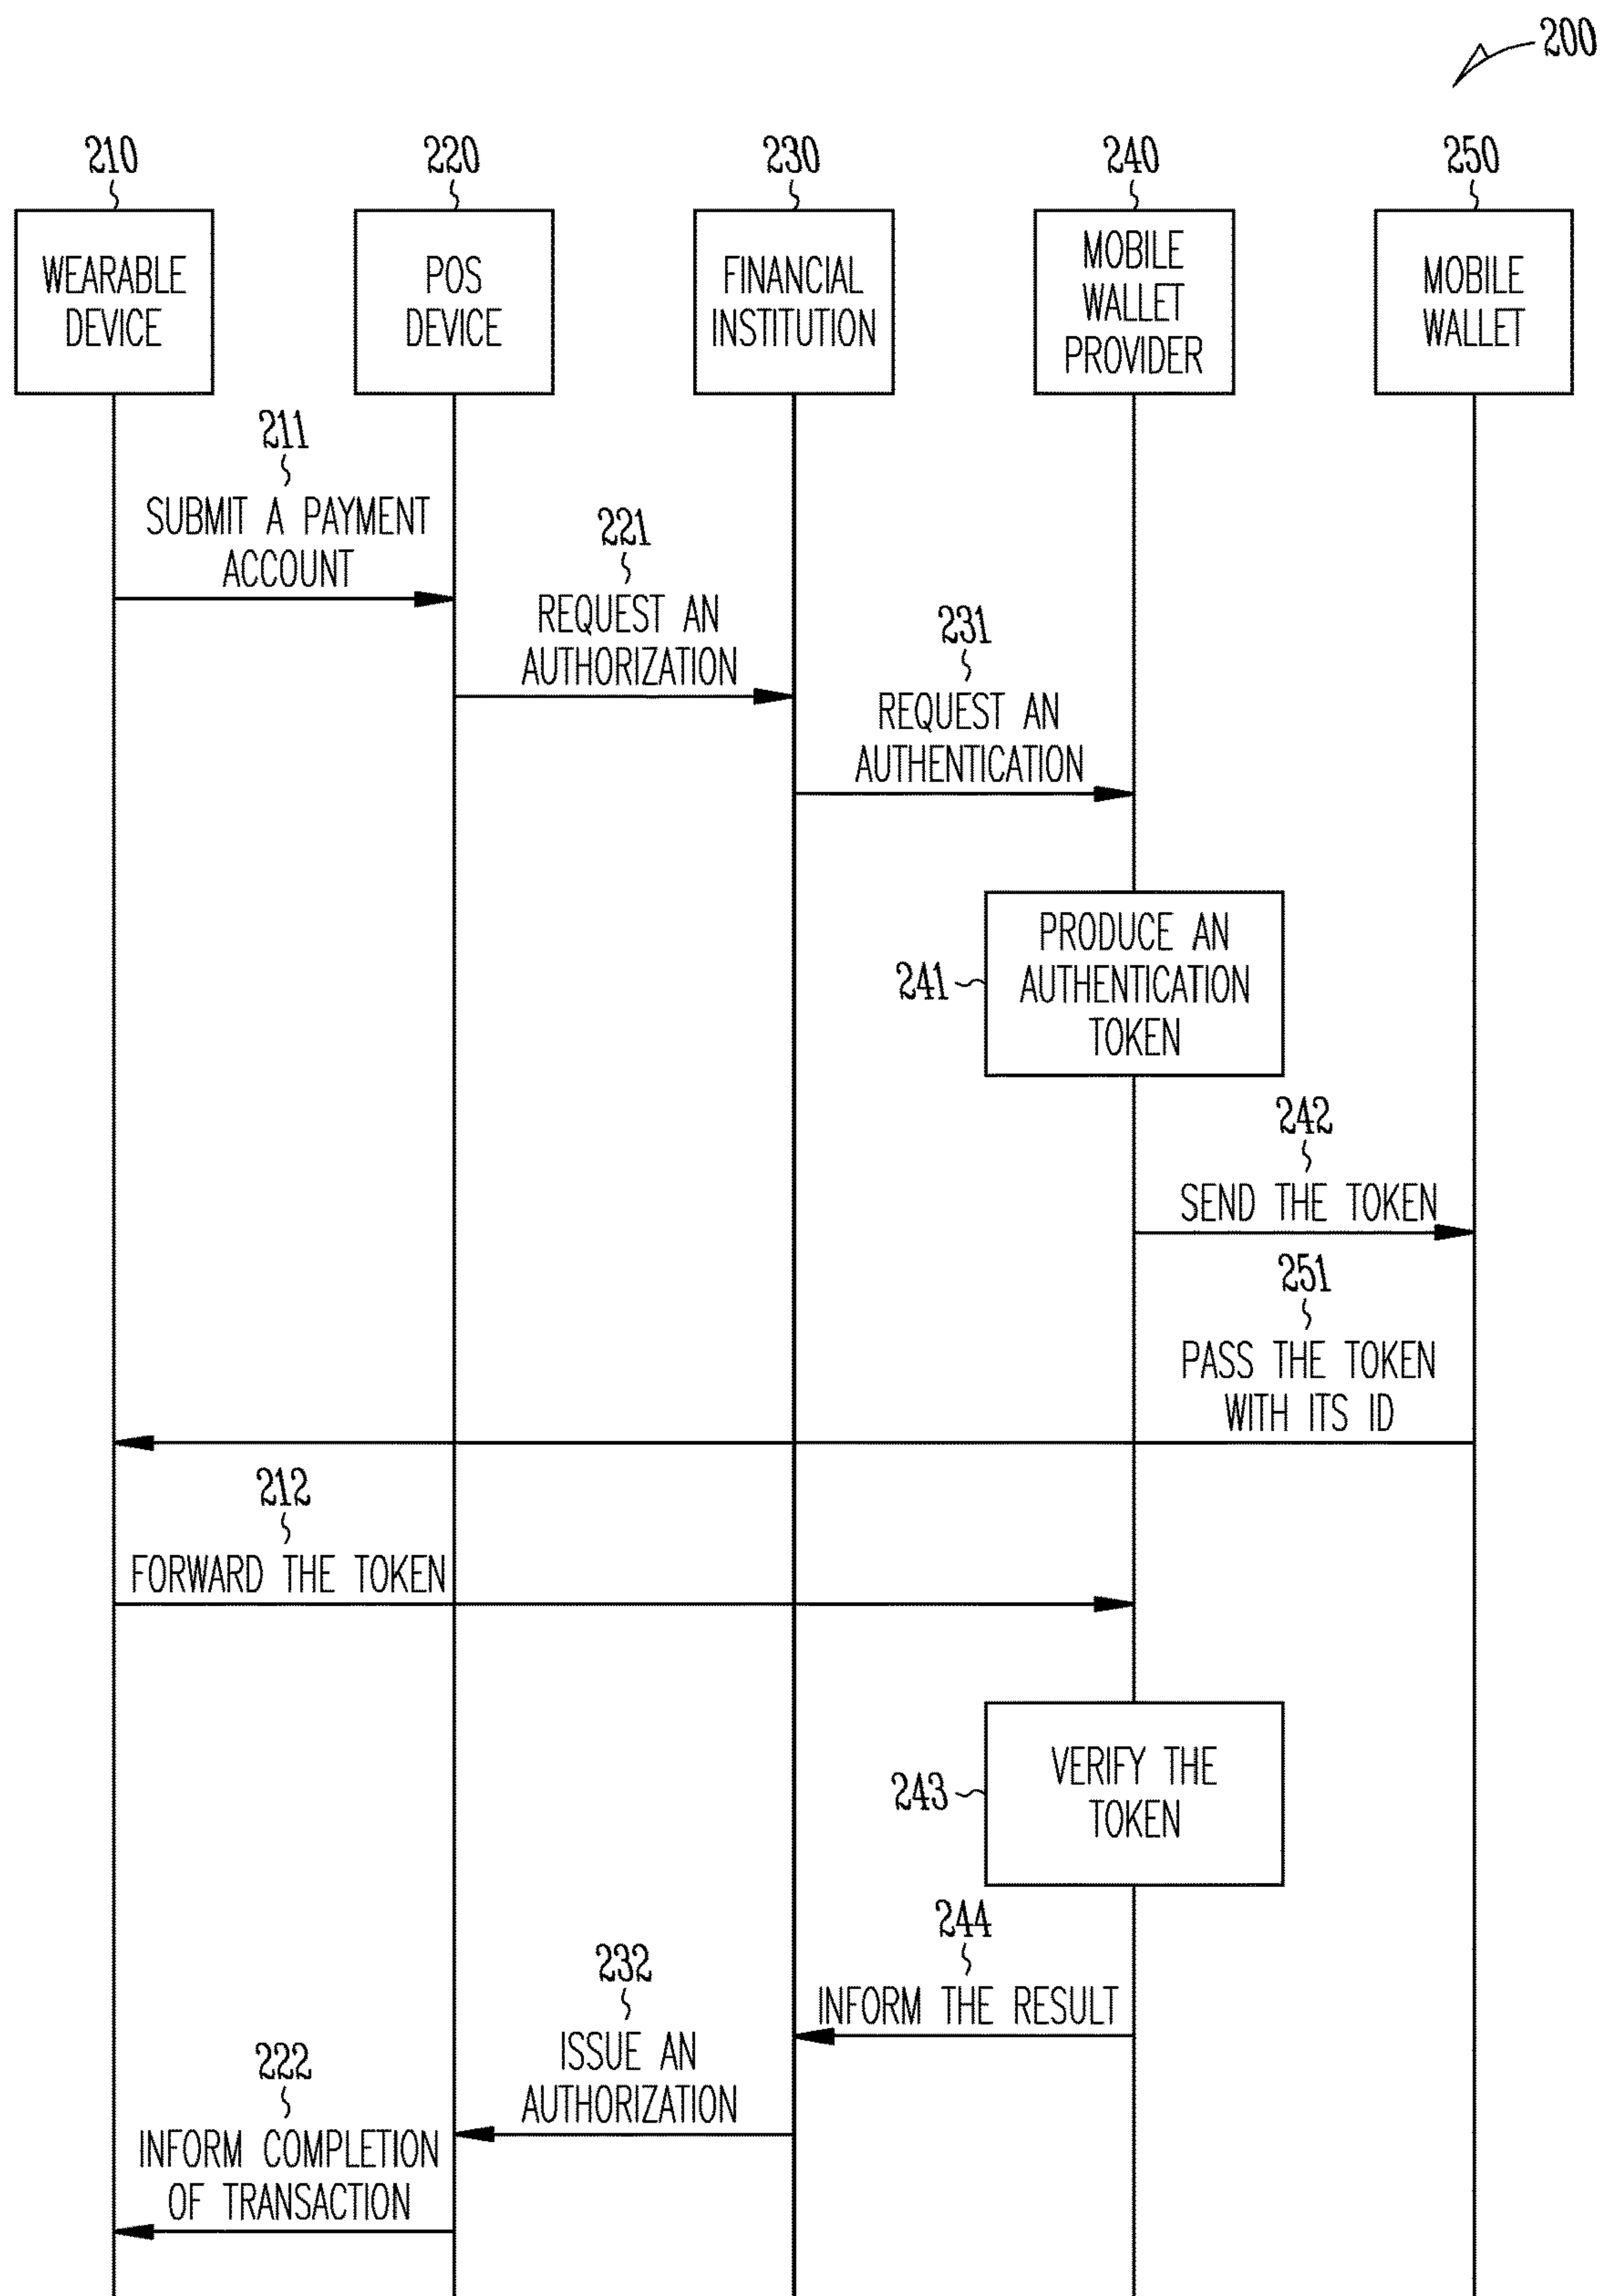 200
210
220
230
240
250
WEARABLE
DEVICE
POS
DEVICE
FINANCIAL
INSTITUTION
MOBILE
WALLET
PROVIDER
MOBILE
WALLET
211
SUBMIT A PAYMENT
ACCOUNT
221
REQUEST AN
AUTHORIZATION
231
REQUEST AN
AUTHENTICATION
241
PRODUCE AN
AUTHENTICATION
TOKEN
242
SEND THE TOKEN
251
PASS THE TOKEN
WITH ITS ID
212
FORWARD THE TOKEN
243
VERIFY THE
TOKEN
244
INFORM THE RESULT
232
ISSUE AN
AUTHORIZATION
222
INFORM COMPLETION
OF TRANSACTION